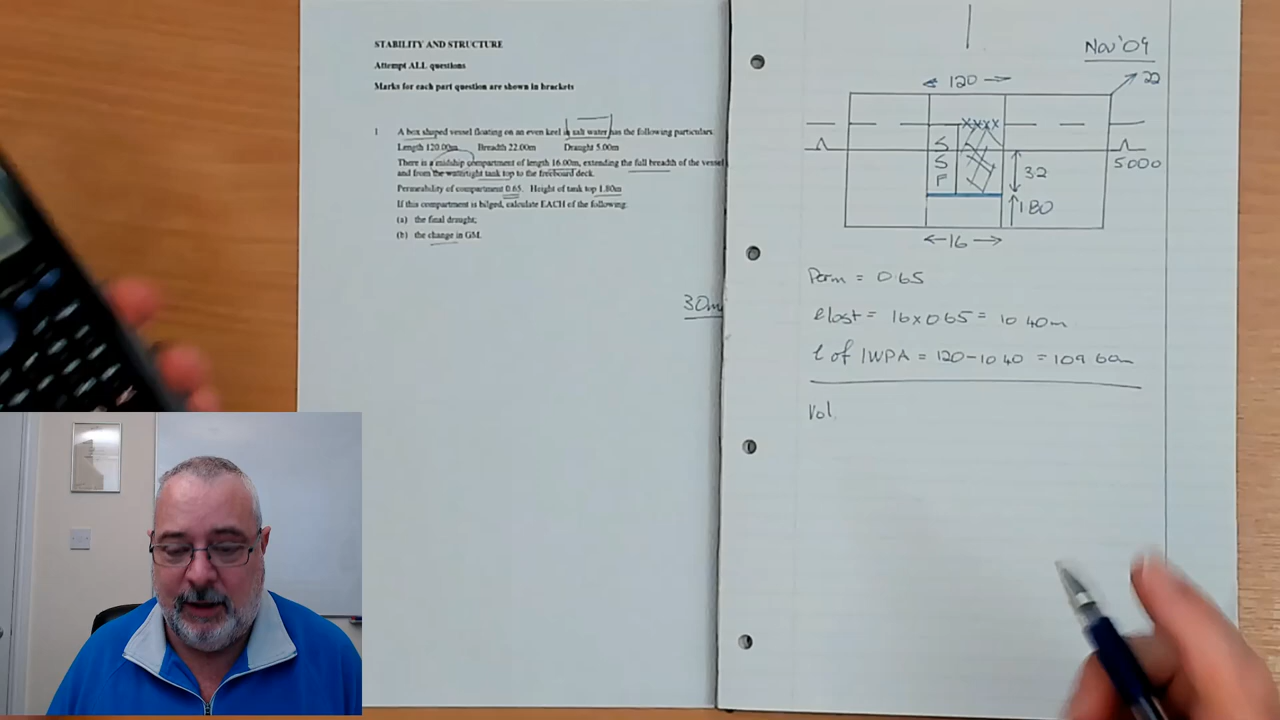 STABILITY AND STRUCTURE
Attempt ALL questions
Marks for each part question are shown in brackets
1 A box shaped vessel floating on an even keel in salt water has the following particulars:
Length 120.00m Breadth 22.00m Draught 5.00m
There is a midship compartment of length 16.00m, extending the full breadth of the vessel
and from the watertight tank top to the freeboard deck.
Permeability of compartment 0.65. Height of tank top 1.80m
If this compartment is bilged, calculate EACH of the following:
(a) the final draught;
(b) the change in GM.
30m
Nov '09
120
22
xxxx
S
S
F
5000
32
180
16
Perm = 0.65
l lost = 16x065 = 10 40m
l of IWPA = 120-10 40 = 109 60m
Vol.